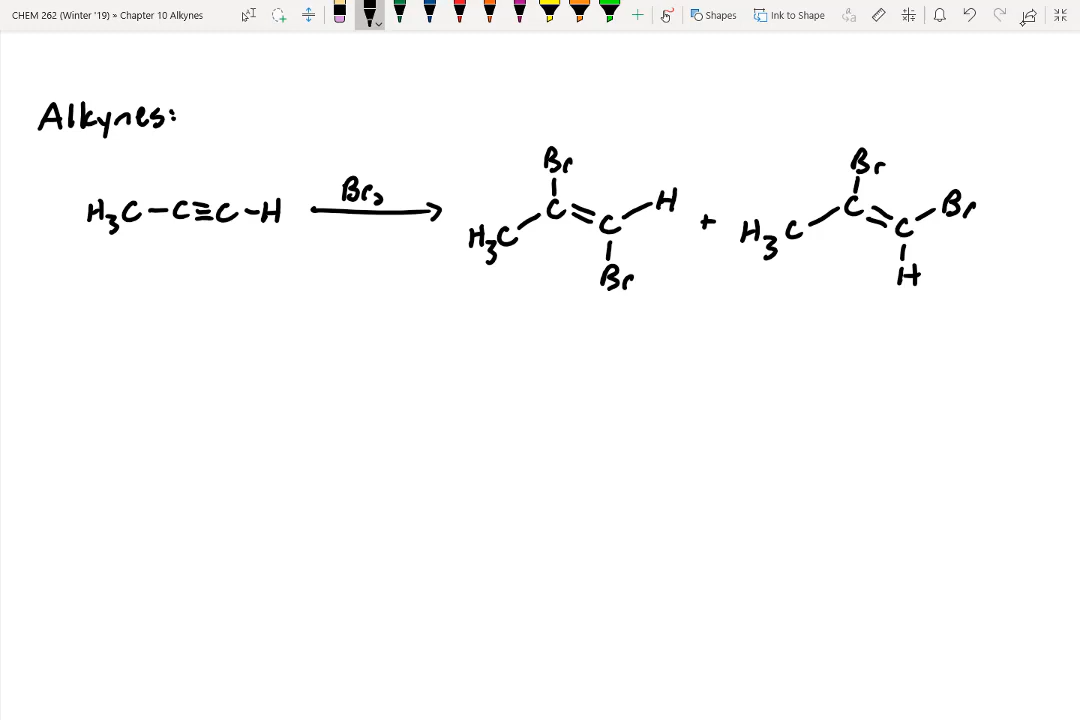 CHEM 262 (Winter '19) » Chapter 10 Alkynes
Shapes
Ink to Shape
Alkynes:
H₃C-C≡C-H Br₂ → H₃C Br C=C H Br + H₃C Br C=C Br H